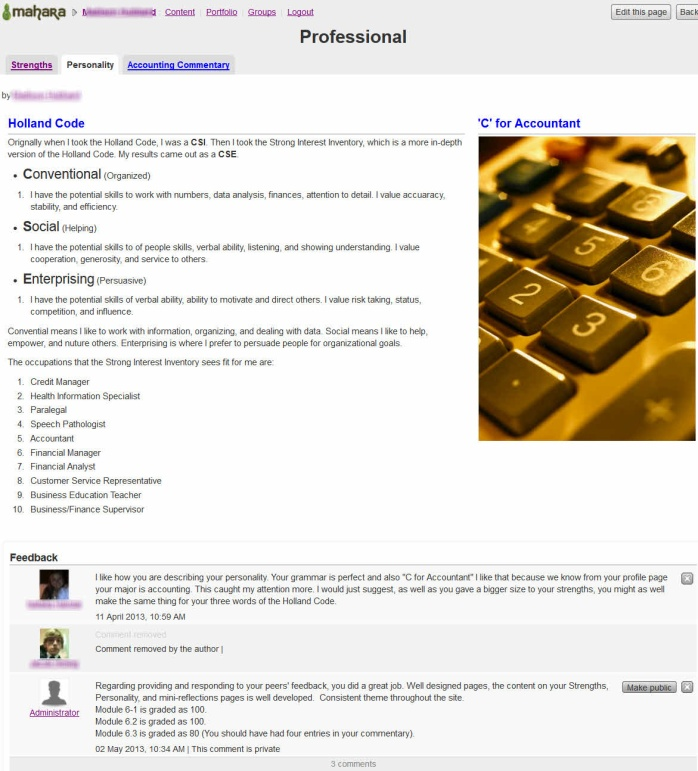 mahara Content Portfolio Groups Logout Edit this page Back
Professional
Strengths Personality Accounting Commentary
by
Holland Code
Orignally when I took the Holland Code, I was a CSI. Then I took the Strong Interest Inventory, which is a more in-depth
version of the Holland Code. My results came out as a CSE.
• Conventional (Organized)
1. I have the potential skills to work with numbers, data analysis, finances, attention to detail. I value accuaracy,
stability, and efficiency.
• Social (Helping)
1. I have the potential skills to of people skills, verbal ability, listening, and showing understanding. I value
cooperation, generosity, and service to others.
• Enterprising (Persuasive)
1. I have the potential skills of verbal ability, ability to motivate and direct others. I value risk taking, status,
competition, and influence.
Convential means I like to work with information, organizing, and dealing with data. Social means I like to help,
empower, and nuture others. Enterprising is where I prefer to persuade people for organizational goals.
The occupations that the Strong Interest Inventory sees fit for me are:
1. Credit Manager
2. Health Information Specialist
3. Paralegal
4. Speech Pathologist
5. Accountant
6. Financial Manager
7. Financial Analyst
8. Customer Service Representative
9. Business Education Teacher
10. Business/Finance Supervisor
'C' for Accountant
8
5
6
2
3
Feedback
I like how you are describing your personality. Your grammar is perfect and also "C for Accountant" I like that because we know from your profile page
your major is accounting. This caught my attention more. I would just suggest, as well as you gave a bigger size to your strengths, you might as well
make the same thing for your three words of the Holland Code.
11 April 2013, 10:59 AM
Comment removed
Comment removed by the author |
Administrator
Regarding providing and responding to your peers' feedback, you did a great job. Well designed pages, the content on your Strengths,
Personality, and mini-reflections pages is well developed. Consistent theme throughout the site.
Module 6-1 is graded as 100.
Module 6.2 is graded as 100.
Module 6.3 is graded as 80 (You should have had four entries in your commentary).
02 May 2013, 10:34 AM | This comment is private
Make public
3 comments